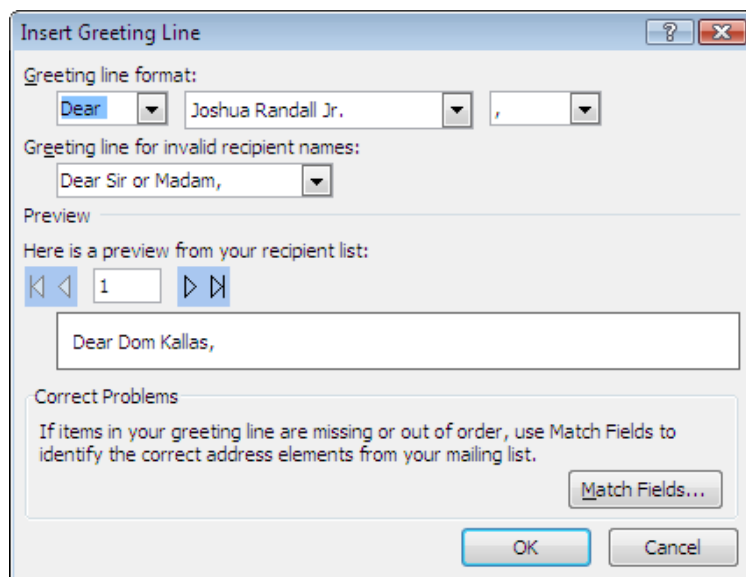 Insert Greeting Line
Greeting line format:
Dear Joshua Randall Jr. ,
Greeting line for invalid recipient names:
Dear Sir or Madam,
Preview
Here is a preview from your recipient list:
1
Dear Dom Kallas,
Correct Problems
If items in your greeting line are missing or out of order, use Match Fields to
identify the correct address elements from your mailing list.
Match Fields...
OK Cancel